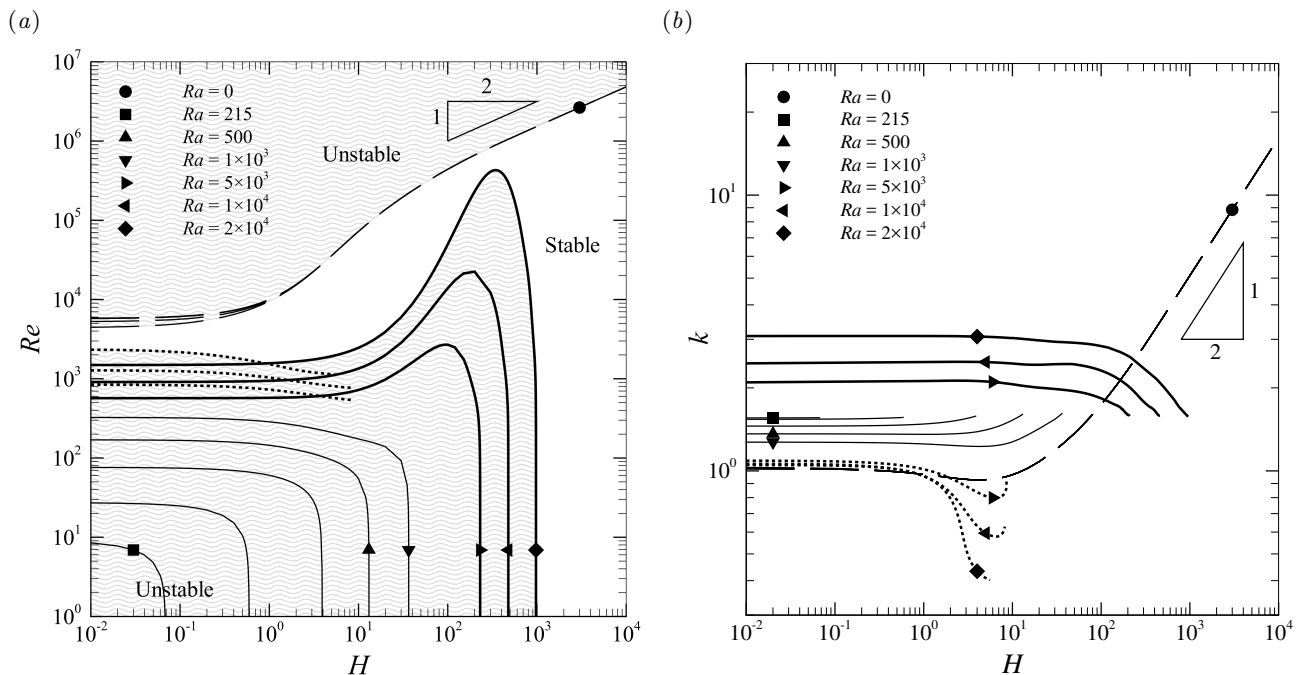 (a)
Re
10^7
10^6
10^5
10^4
10^3
10^2
10^1
10^0
Ra = 0
Ra = 215
Ra = 500
Ra = 1×10^3
Ra = 5×10^3
Ra = 1×10^4
Ra = 2×10^4
2
1
Unstable
Stable
Unstable
10^-2
10^-1
10^0
10^1
10^2
10^3
10^4
H
(b)
k
10^1
10^0
Ra = 0
Ra = 215
Ra = 500
Ra = 1×10^3
Ra = 5×10^3
Ra = 1×10^4
Ra = 2×10^4
1
2
10^-2
10^-1
10^0
10^1
10^2
10^3
10^4
H